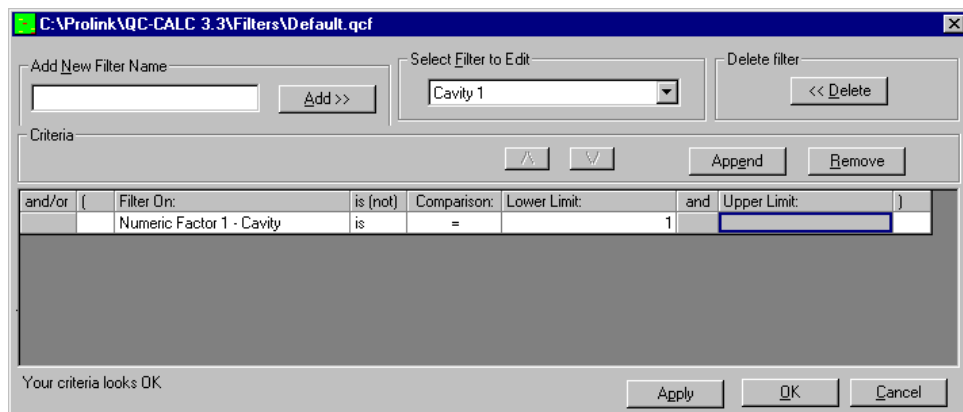 C:\Prolink\QC-CALC 3.3\Filters\Default.qcf
Add New Filter Name
Add >>
Select Filter to Edit
Cavity 1
Delete filter
<< Delete
Criteria
/\ \/ Append Remove
and/or ( Filter On: is (not) Comparison: Lower Limit: and Upper Limit: )
Numeric Factor 1 - Cavity is = 1
Your criteria looks OK
Apply OK Cancel